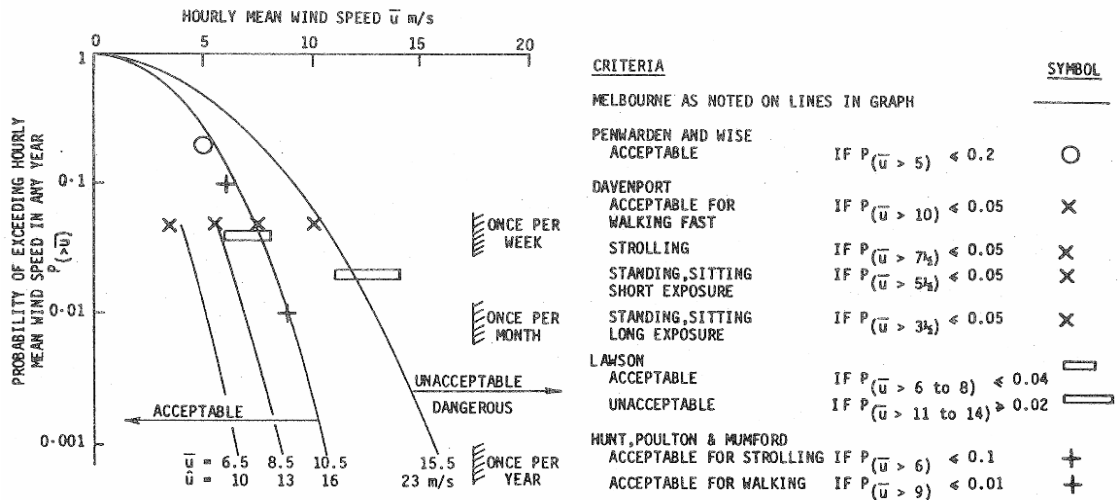 HOURLY MEAN WIND SPEED u̅ m/s
0 5 10 15 20
1
0·1
0·01
0·001
PROBABILITY OF EXCEEDING HOURLY
MEAN WIND SPEED IN ANY YEAR
P(>u̅)
ONCE PER
WEEK
ONCE PER
MONTH
UNACCEPTABLE
DANGEROUS
ACCEPTABLE
u̅ = 6.5 8.5 10.5 15.5
û = 10 13 16 23 m/s
ONCE PER
YEAR
CRITERIA SYMBOL
MELBOURNE AS NOTED ON LINES IN GRAPH
PENWARDEN AND WISE
ACCEPTABLE IF P(u̅ > 5) ≤ 0.2
DAVENPORT
ACCEPTABLE FOR IF P(u̅ > 10) ≤ 0.05
WALKING FAST
STROLLING IF P(u̅ > 7½) ≤ 0.05
STANDING,SITTING IF P(u̅ > 5½) ≤ 0.05
SHORT EXPOSURE
STANDING,SITTING IF P(u̅ > 3½) ≤ 0.05
LONG EXPOSURE
LAWSON
ACCEPTABLE IF P(u̅ > 6 to 8) ≤ 0.04
UNACCEPTABLE IF P(u̅ > 11 to 14) ≥ 0.02
HUNT,POULTON & MUMFORD
ACCEPTABLE FOR STROLLING IF P(u̅ > 6) ≤ 0.1
ACCEPTABLE FOR WALKING IF P(u̅ > 9) ≤ 0.01